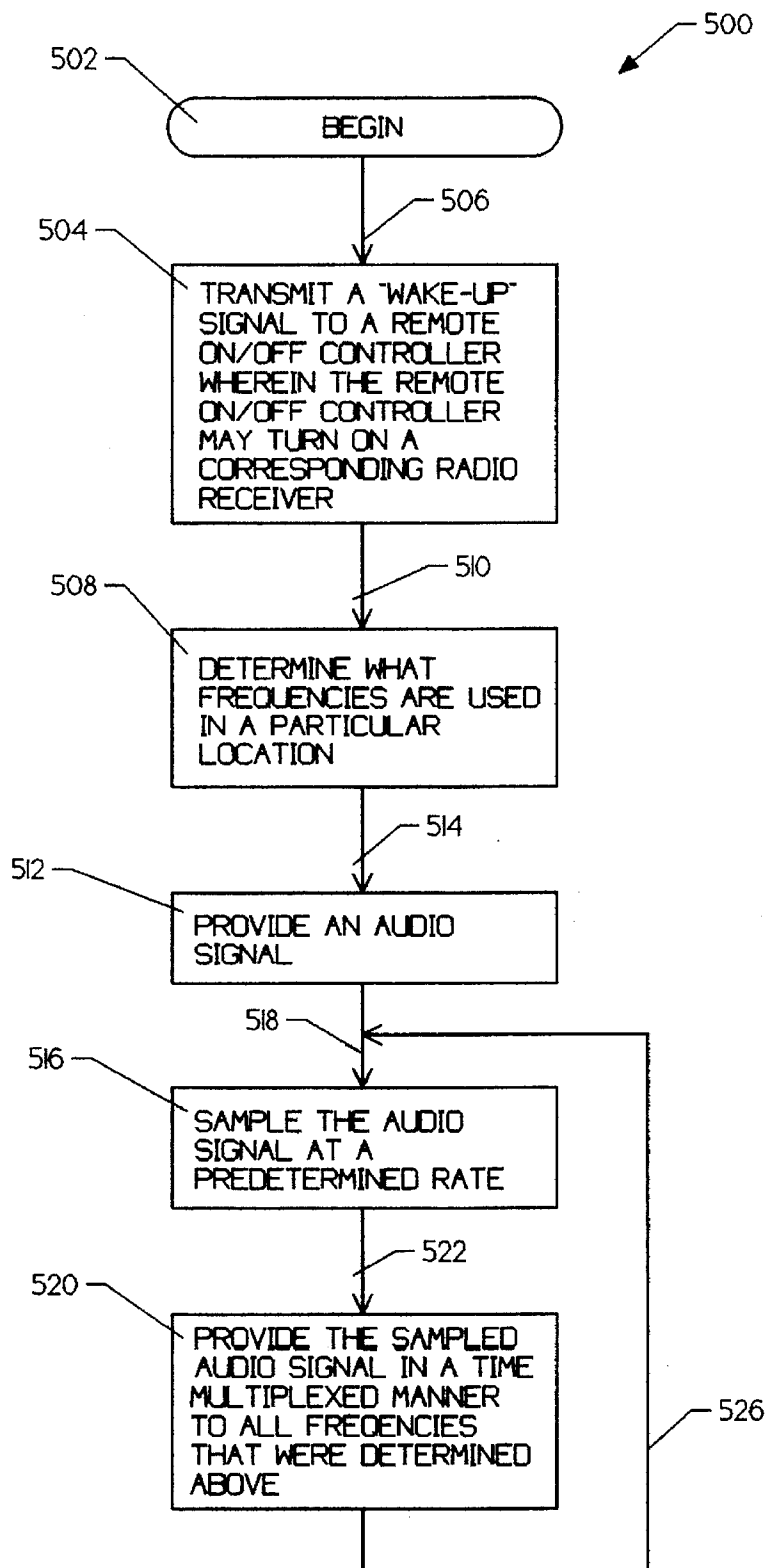 500
502
BEGIN
506
504
TRANSMIT A "WAKE-UP"
SIGNAL TO A REMOTE
ON/OFF CONTROLLER
WHEREIN THE REMOTE
ON/OFF CONTROLLER
MAY TURN ON A
CORRESPONDING RADIO
RECEIVER
510
508
DETERMINE WHAT
FREQUENCIES ARE USED
IN A PARTICULAR
LOCATION
514
512
PROVIDE AN AUDIO
SIGNAL
518
516
SAMPLE THE AUDIO
SIGNAL AT A
PREDETERMINED RATE
522
520
PROVIDE THE SAMPLED
AUDIO SIGNAL IN A TIME
MULTIPLEXED MANNER
TO ALL FREQENCIES
THAT WERE DETERMINED
ABOVE
526